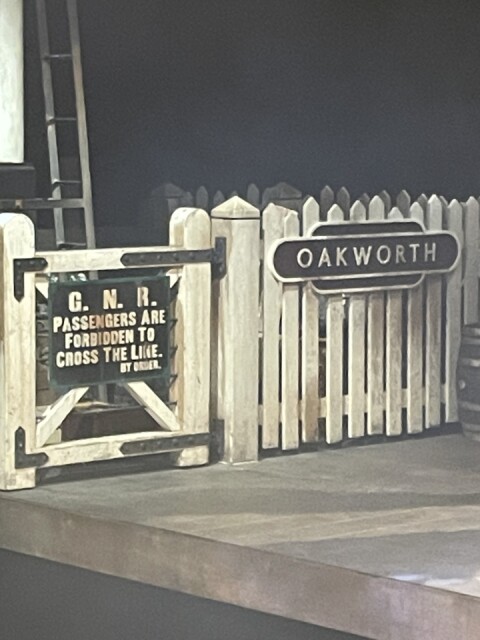 G. N. R.
PASSENGERS ARE
FORBIDDEN TO
CROSS THE LINE.
BY ORDER.
OAKWORTH